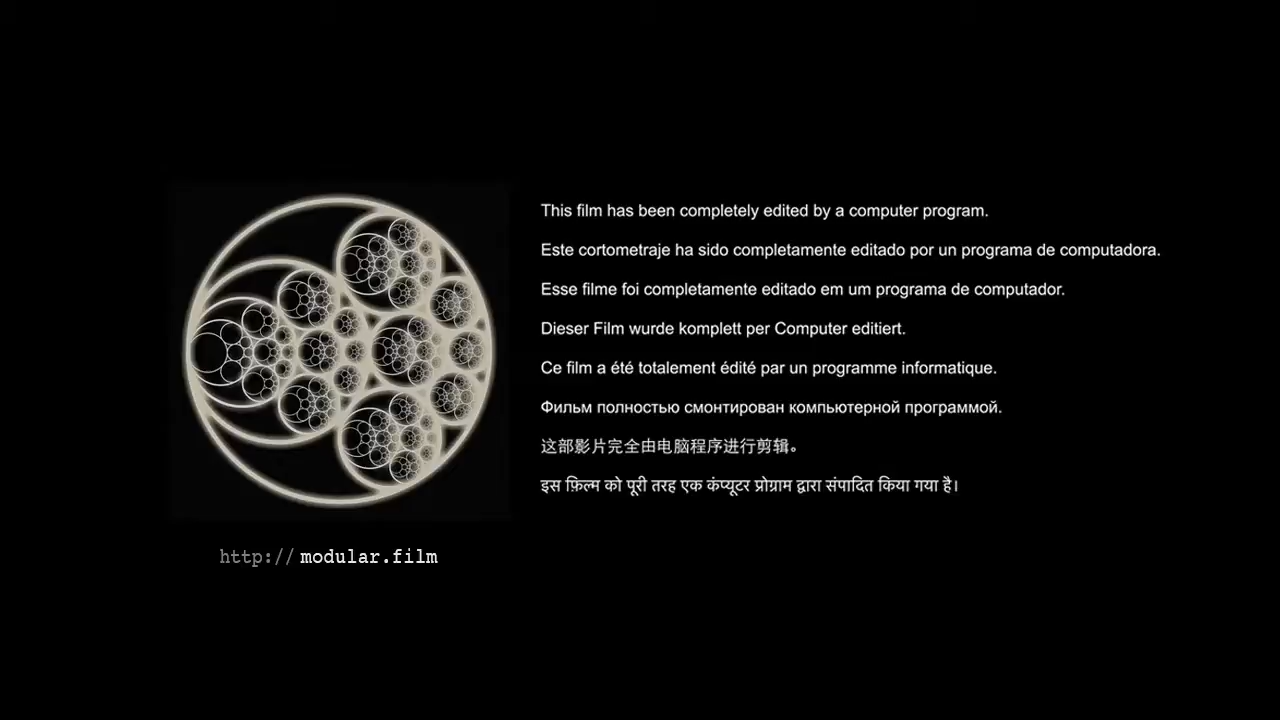 This film has been completely edited by a computer program.
Este cortometraje ha sido completamente editado por un programa de computadora.
Esse filme foi completamente editado em um programa de computador.
Dieser Film wurde komplett per Computer editiert.
Ce film a été totalement édité par un programme informatique.
Фильм полностью смонтирован компьютерной программой.
这部影片完全由电脑程序进行剪辑。
इस फ़िल्म को पूरी तरह एक कंप्यूटर प्रोग्राम द्वारा संपादित किया गया है।
http:// modular.film